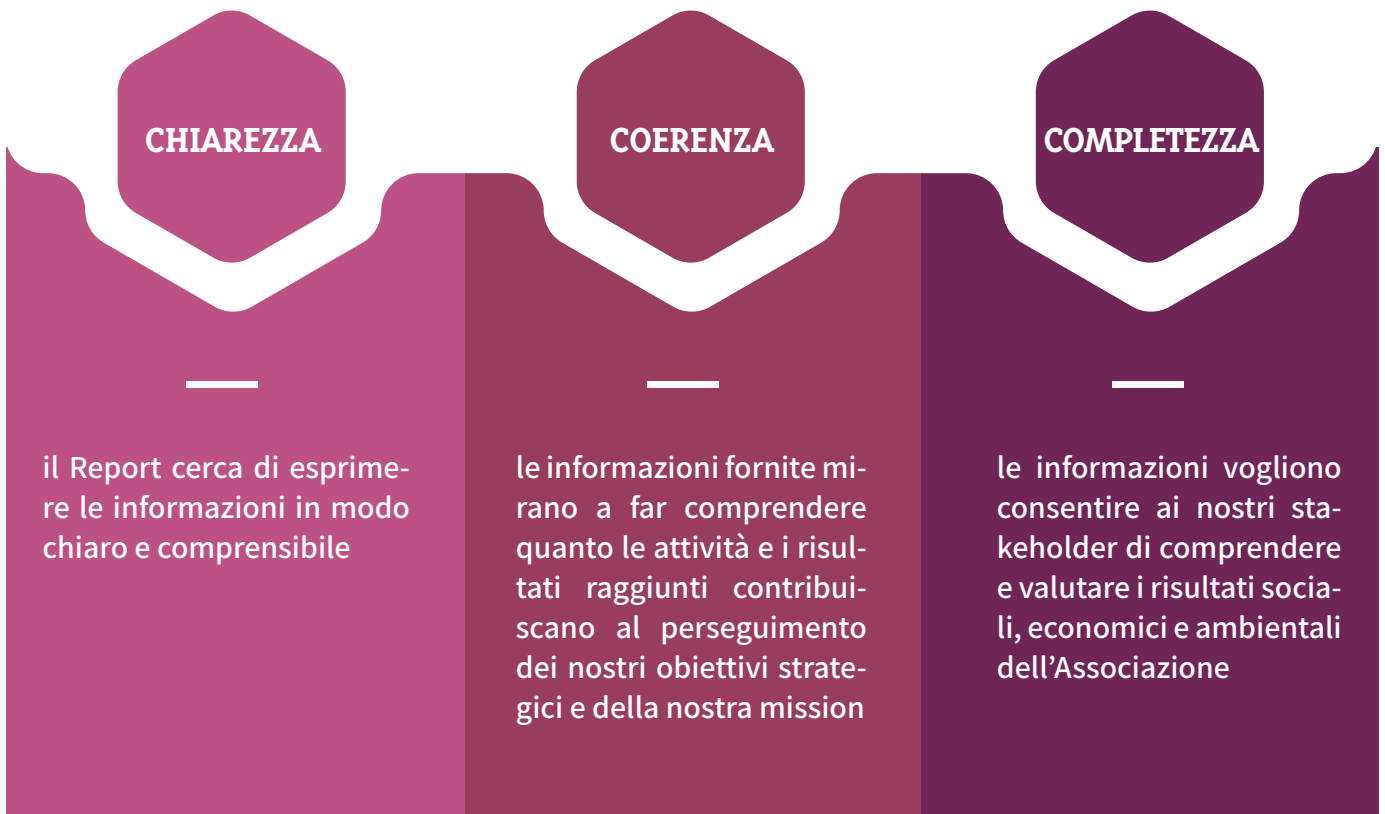 CHIAREZZA
il Report cerca di esprime-
re le informazioni in modo
chiaro e comprensibile
COERENZA
le informazioni fornite mi-
rano a far comprendere
quanto le attività e i risul-
tati raggiunti contribui-
scano al perseguimento
dei nostri obiettivi strate-
gici e della nostra mission
COMPLETEZZA
le informazioni vogliono
consentire ai nostri sta-
keholder di comprendere
e valutare i risultati socia-
li, economici e ambientali
dell’Associazione